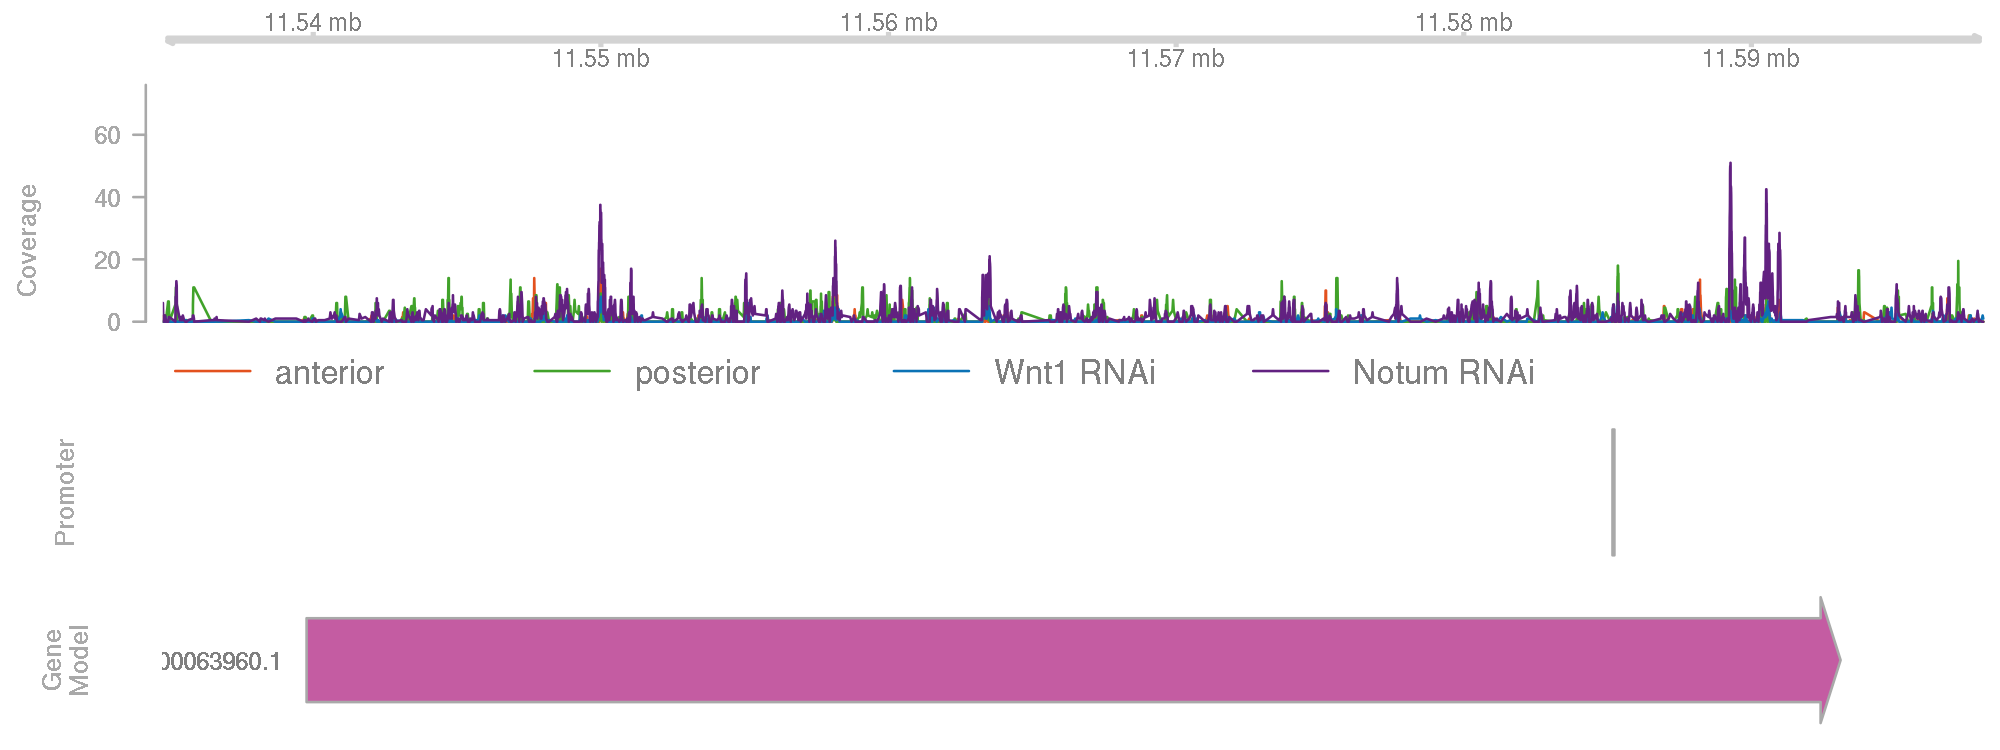 11.54 mb 11.56 mb 11.58 mb
11.55 mb 11.57 mb 11.59 mb
60
40
20
0
Coverage
anterior posterior Wnt1 RNAi Notum RNAi
Promoter
Gene
Model
00063960.1